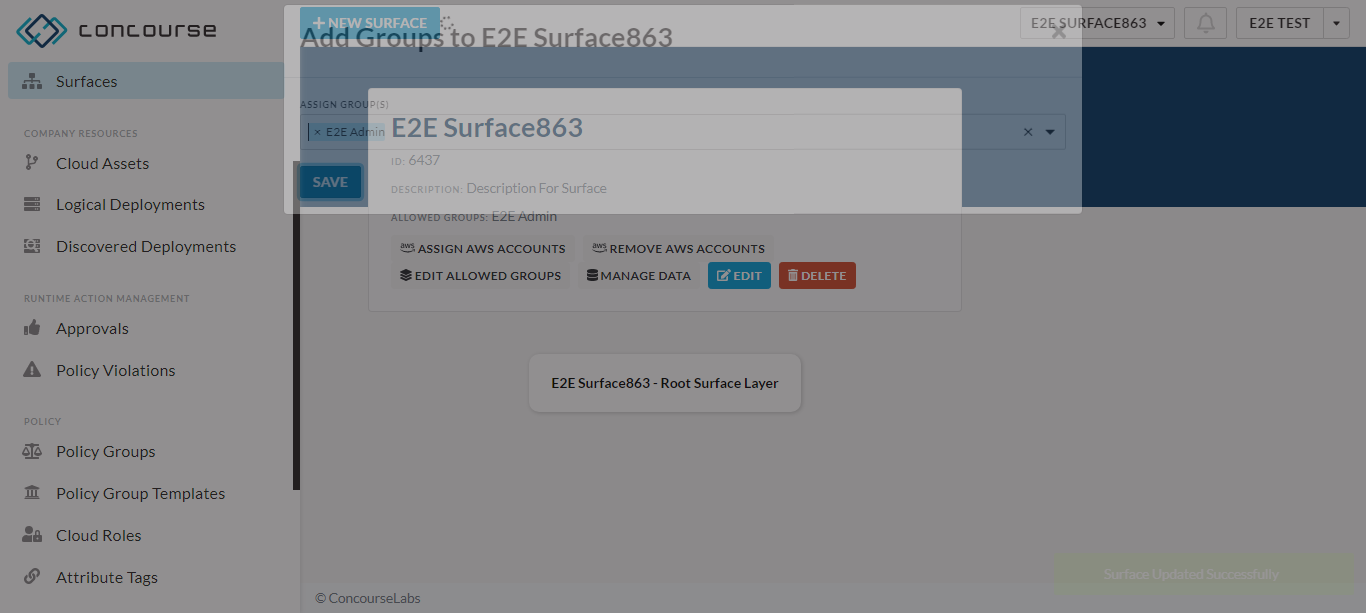 concourse
+ NEW SURFACE
E2E SURFACE863
E2E TEST
Add Groups to E2E Surface863
Surfaces
ASSIGN GROUP(S)
× E2E Admin
SAVE
COMPANY RESOURCES
Cloud Assets
Logical Deployments
Discovered Deployments
RUNTIME ACTION MANAGEMENT
Approvals
Policy Violations
POLICY
Policy Groups
Policy Group Templates
Cloud Roles
Attribute Tags
E2E Surface863
ID: 6437
DESCRIPTION: Description For Surface
ALLOWED GROUPS: E2E Admin
aws ASSIGN AWS ACCOUNTS
aws REMOVE AWS ACCOUNTS
EDIT ALLOWED GROUPS
MANAGE DATA
EDIT
DELETE
E2E Surface863 - Root Surface Layer
Surface Updated Successfully
© ConcourseLabs